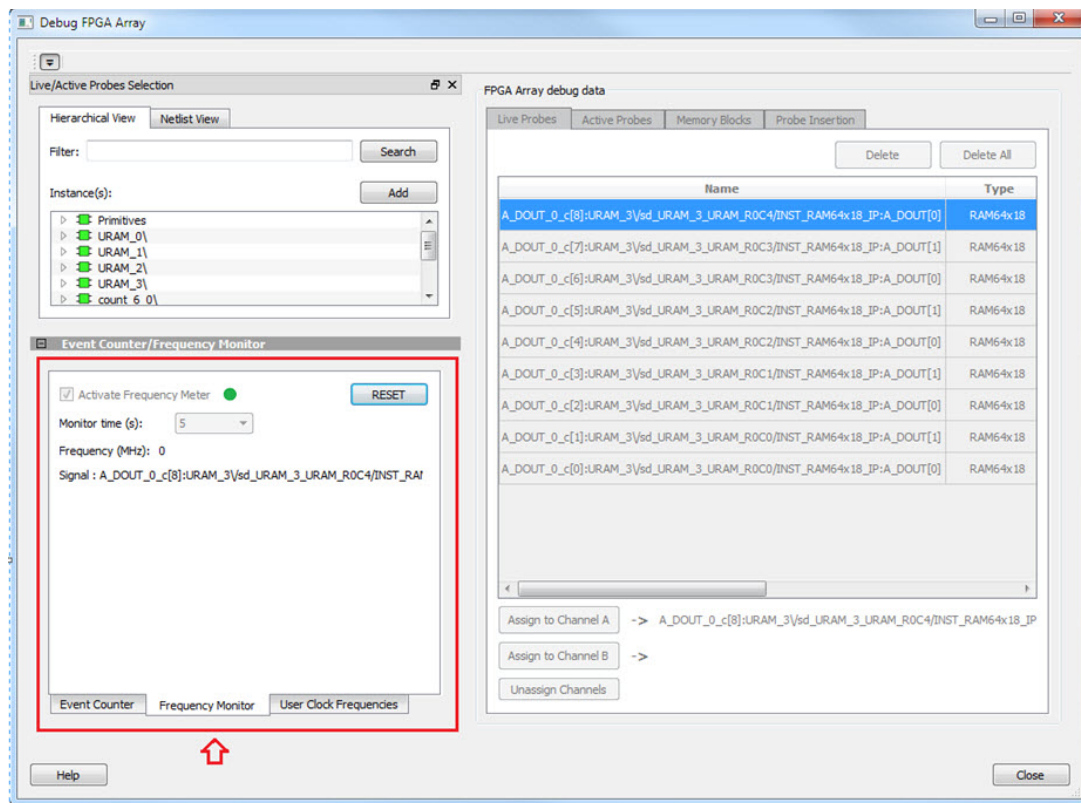 Debug FPGA Array
Live/Active Probes Selection
Hierarchical View Netlist View
Filter: Search
Instance(s): Add
Primitives
URAM_0\
URAM_1\
URAM_2\
URAM_3\
count_6_0\
Event Counter/Frequency Monitor
Activate Frequency Meter RESET
Monitor time (s): 5
Frequency (MHz): 0
Signal : A_DOUT_0_c[8]:URAM_3\/sd_URAM_3_URAM_R0C4/INST_RAM
Event Counter Frequency Monitor User Clock Frequencies
FPGA Array debug data
Live Probes Active Probes Memory Blocks Probe Insertion
Delete Delete All
Name Type
A_DOUT_0_c[8]:URAM_3\/sd_URAM_3_URAM_R0C4/INST_RAM64x18_IP:A_DOUT[0] RAM64x18
A_DOUT_0_c[7]:URAM_3\/sd_URAM_3_URAM_R0C3/INST_RAM64x18_IP:A_DOUT[1] RAM64x18
A_DOUT_0_c[6]:URAM_3\/sd_URAM_3_URAM_R0C3/INST_RAM64x18_IP:A_DOUT[0] RAM64x18
A_DOUT_0_c[5]:URAM_3\/sd_URAM_3_URAM_R0C2/INST_RAM64x18_IP:A_DOUT[1] RAM64x18
A_DOUT_0_c[4]:URAM_3\/sd_URAM_3_URAM_R0C2/INST_RAM64x18_IP:A_DOUT[0] RAM64x18
A_DOUT_0_c[3]:URAM_3\/sd_URAM_3_URAM_R0C1/INST_RAM64x18_IP:A_DOUT[1] RAM64x18
A_DOUT_0_c[2]:URAM_3\/sd_URAM_3_URAM_R0C1/INST_RAM64x18_IP:A_DOUT[0] RAM64x18
A_DOUT_0_c[1]:URAM_3\/sd_URAM_3_URAM_R0C0/INST_RAM64x18_IP:A_DOUT[1] RAM64x18
A_DOUT_0_c[0]:URAM_3\/sd_URAM_3_URAM_R0C0/INST_RAM64x18_IP:A_DOUT[0] RAM64x18
Assign to Channel A -> A_DOUT_0_c[8]:URAM_3\/sd_URAM_3_URAM_R0C4/INST_RAM64x18_IP
Assign to Channel B ->
Unassign Channels
Help Close